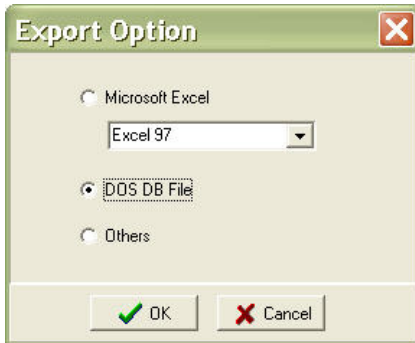 Export Option
Microsoft Excel
Excel 97
DOS DB File
Others
OK
Cancel